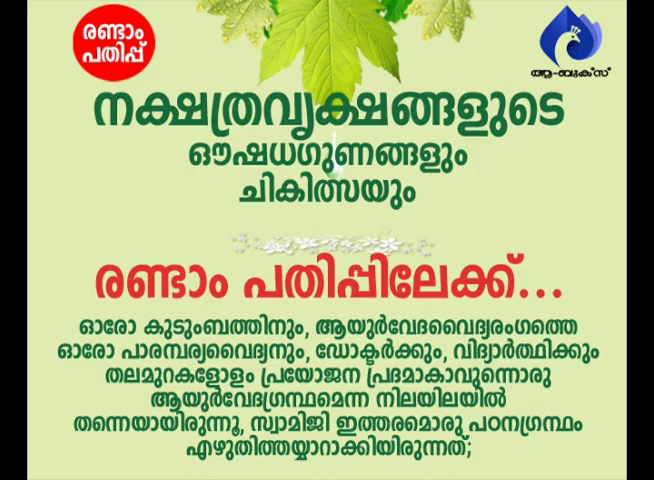 രണ്ടാം
പതിപ്പ്
ആ-ബുക്സ്
നക്ഷത്രവൃക്ഷങ്ങളുടെ
ഔഷധഗുണങ്ങളും
ചികിത്സയും
രണ്ടാം പതിപ്പിലേക്ക്...
ഓരോ കുടുംബത്തിനും, ആയുർവേദവൈദ്യരംഗത്തെ
ഓരോ പാരമ്പര്യവൈദ്യനും, ഡോക്ടർക്കും, വിദ്യാർത്ഥിക്കും
തലമുറകളോളം പ്രയോജന പ്രദമാകാവുന്നൊരു
ആയുർവേദഗ്രന്ഥമെന്ന നിലയിലയിൽ
തന്നെയായിരുന്നൂ, സ്വാമിജി ഇത്തരമൊരു പഠനഗ്രന്ഥം
എഴുതിത്തയ്യാറാക്കിയിരുന്നത്;